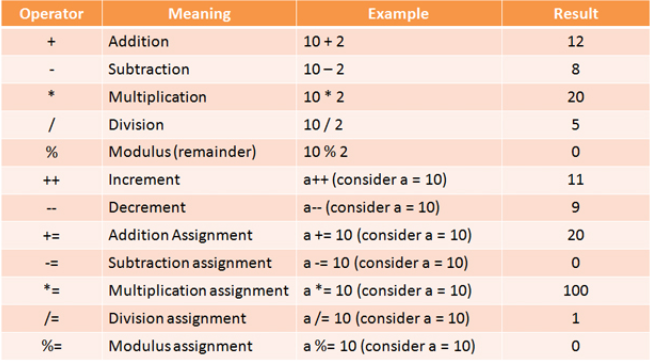 Operator Meaning Example Result
+ Addition 10 + 2 12
- Subtraction 10 – 2 8
* Multiplication 10 * 2 20
/ Division 10 / 2 5
% Modulus (remainder) 10 % 2 0
++ Increment a++ (consider a = 10) 11
-- Decrement a-- (consider a = 10) 9
+= Addition Assignment a += 10 (consider a = 10) 20
-= Subtraction assignment a -= 10 (consider a = 10) 0
*= Multiplication assignment a *= 10 (consider a = 10) 100
/= Division assignment a /= 10 (consider a = 10) 1
%= Modulus assignment a %= 10 (consider a = 10) 0